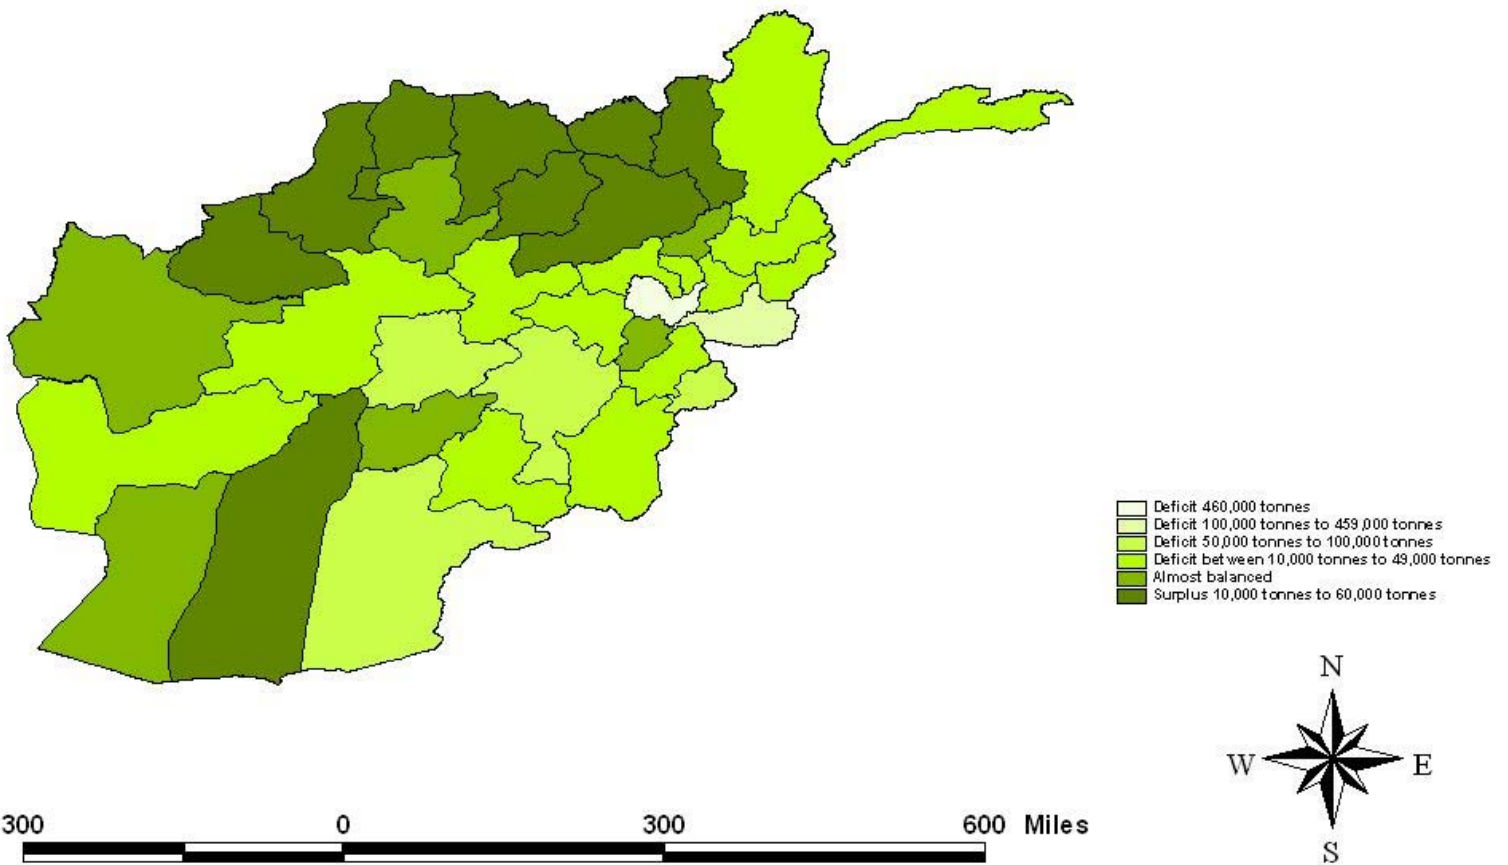 Deficit 460,000 tonnes
Deficit 100,000 tonnes to 459,000 tonnes
Deficit 50,000 tonnes to 100,000 tonnes
Deficit between 10,000 tonnes to 49,000 tonnes
Almost balanced
Surplus 10,000 tonnes to 60,000 tonnes
N
W E
S
300 0 300 600 Miles